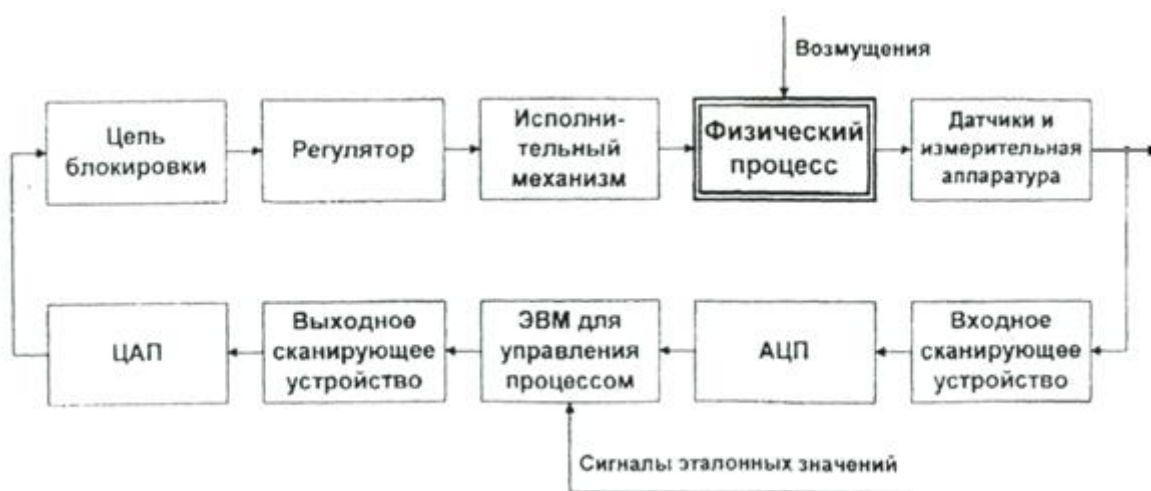 Возмущения
Цепь
блокировки
Регулятор
Исполни-
тельный
механизм
Физический
процесс
Датчики и
измерительная
аппаратура
ЦАП
Выходное
сканирующее
устройство
ЭВМ для
управления
процессом
АЦП
Входное
сканирующее
устройство
Сигналы эталонных значений